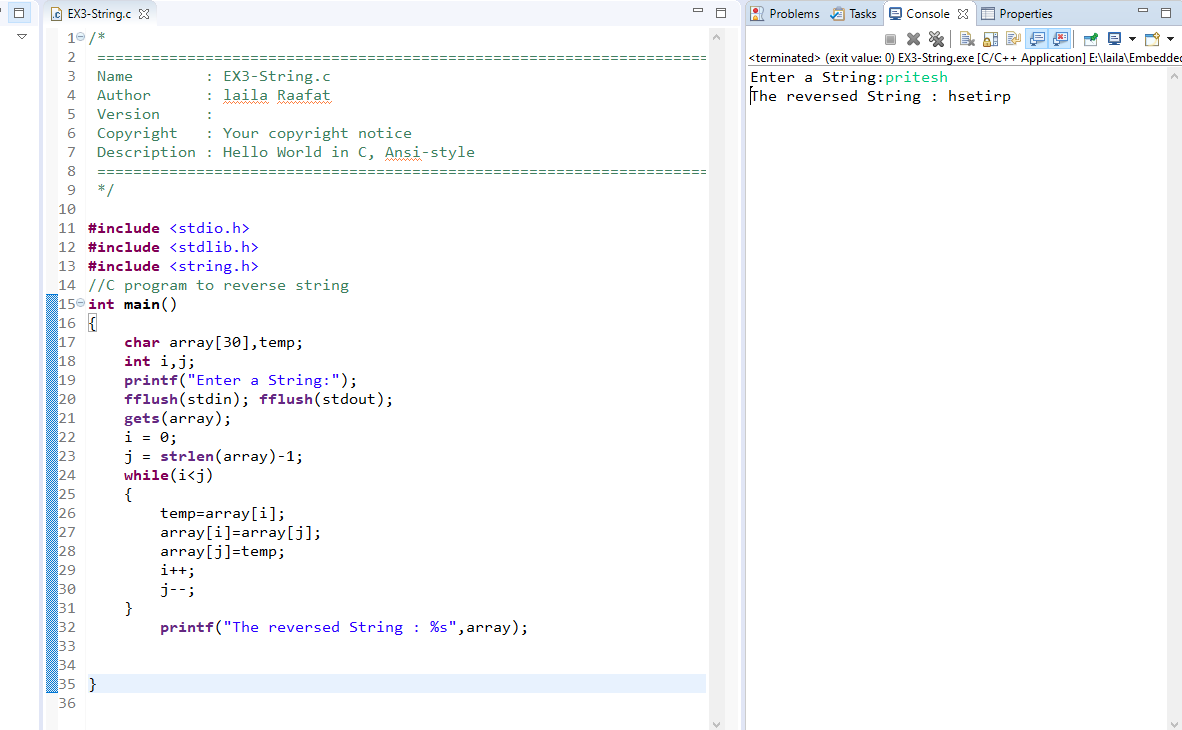 EX3-String.c
1 /*
2 ====================================================================
3 Name        : EX3-String.c
4 Author      : laila Raafat
5 Version     :
6 Copyright   : Your copyright notice
7 Description : Hello World in C, Ansi-style
8 ====================================================================
9 */
10
11 #include <stdio.h>
12 #include <stdlib.h>
13 #include <string.h>
14 //C program to reverse string
15 int main()
16 {
17     char array[30],temp;
18     int i,j;
19     printf("Enter a String:");
20     fflush(stdin); fflush(stdout);
21     gets(array);
22     i = 0;
23     j = strlen(array)-1;
24     while(i<j)
25     {
26         temp=array[i];
27         array[i]=array[j];
28         array[j]=temp;
29         i++;
30         j--;
31     }
32         printf("The reversed String : %s",array);
33
34
35 }
36
Problems Tasks Console Properties
<terminated> (exit value: 0) EX3-String.exe [C/C++ Application] E:\laila\Embedded
Enter a String:pritesh
The reversed String : hsetirp